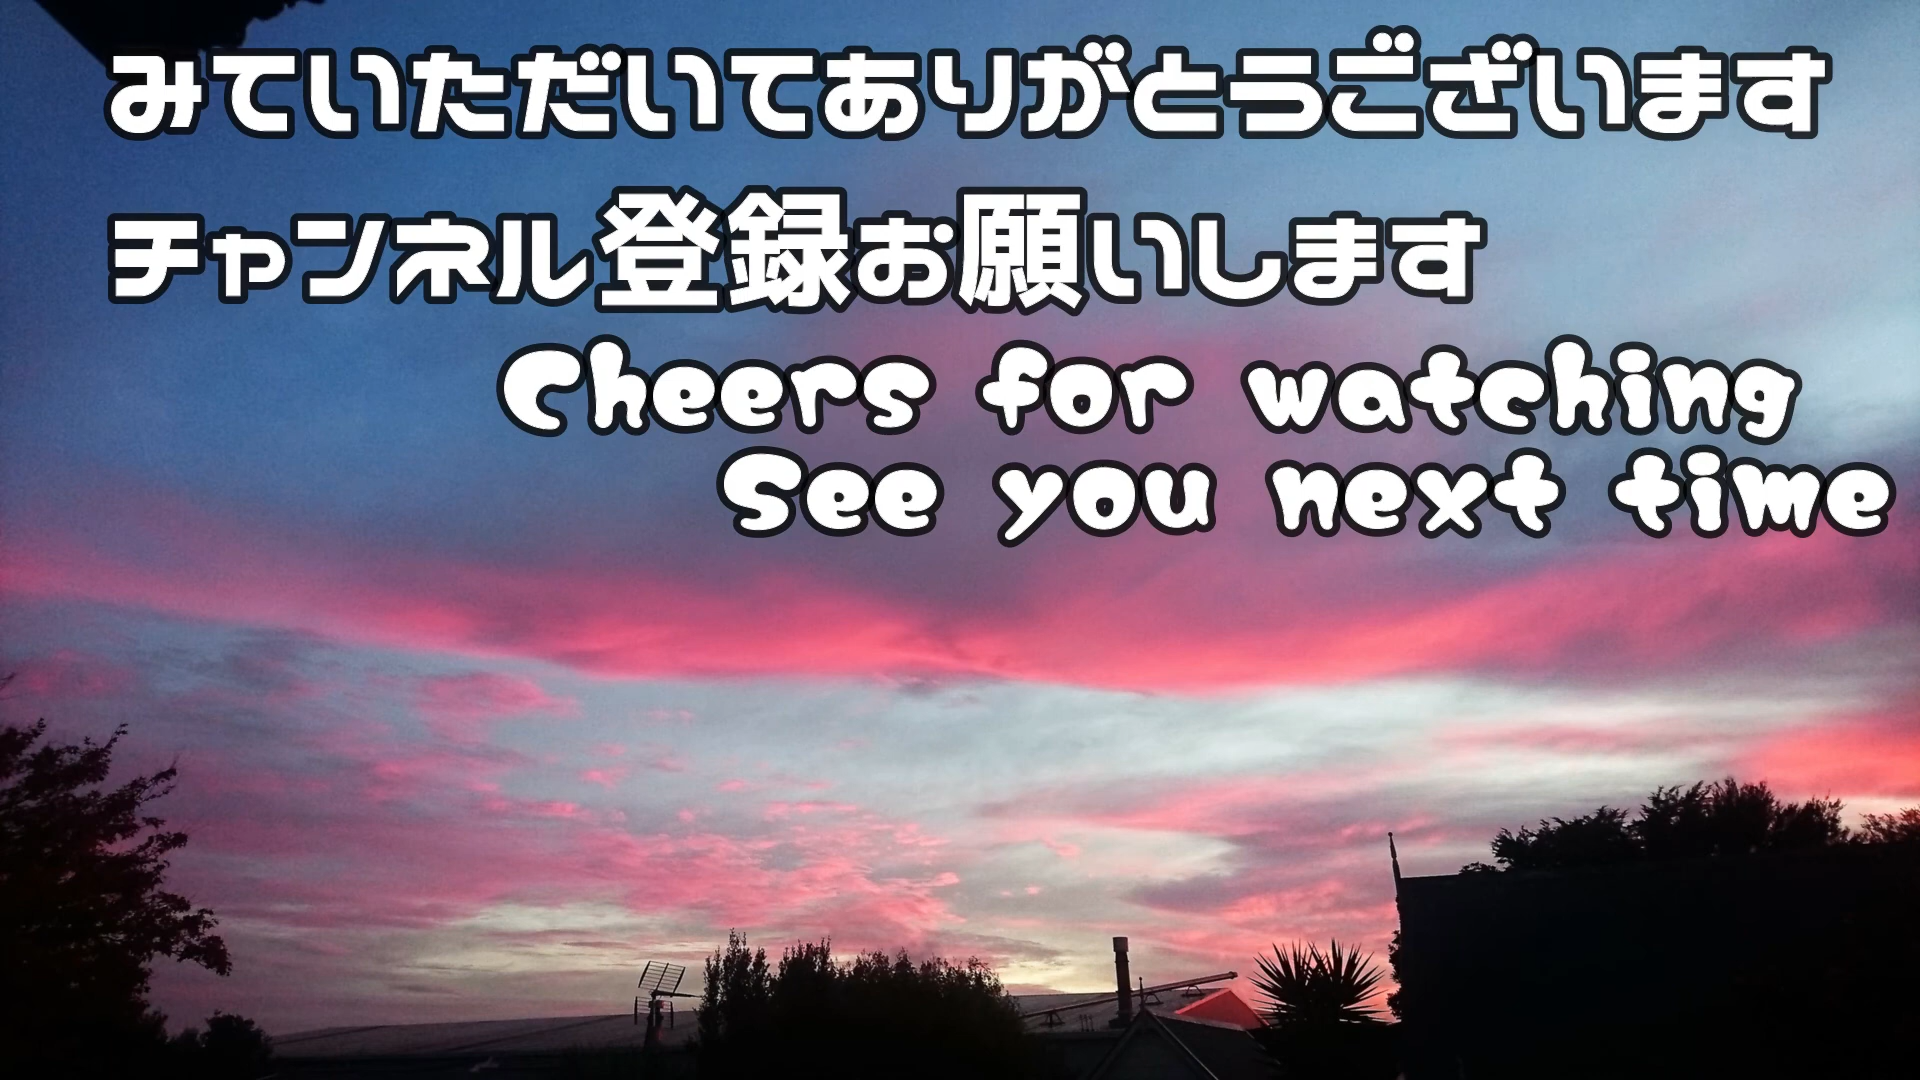 みていただいてありがとうございます
チャンネル登録お願いします
Cheers for watching
See you next time